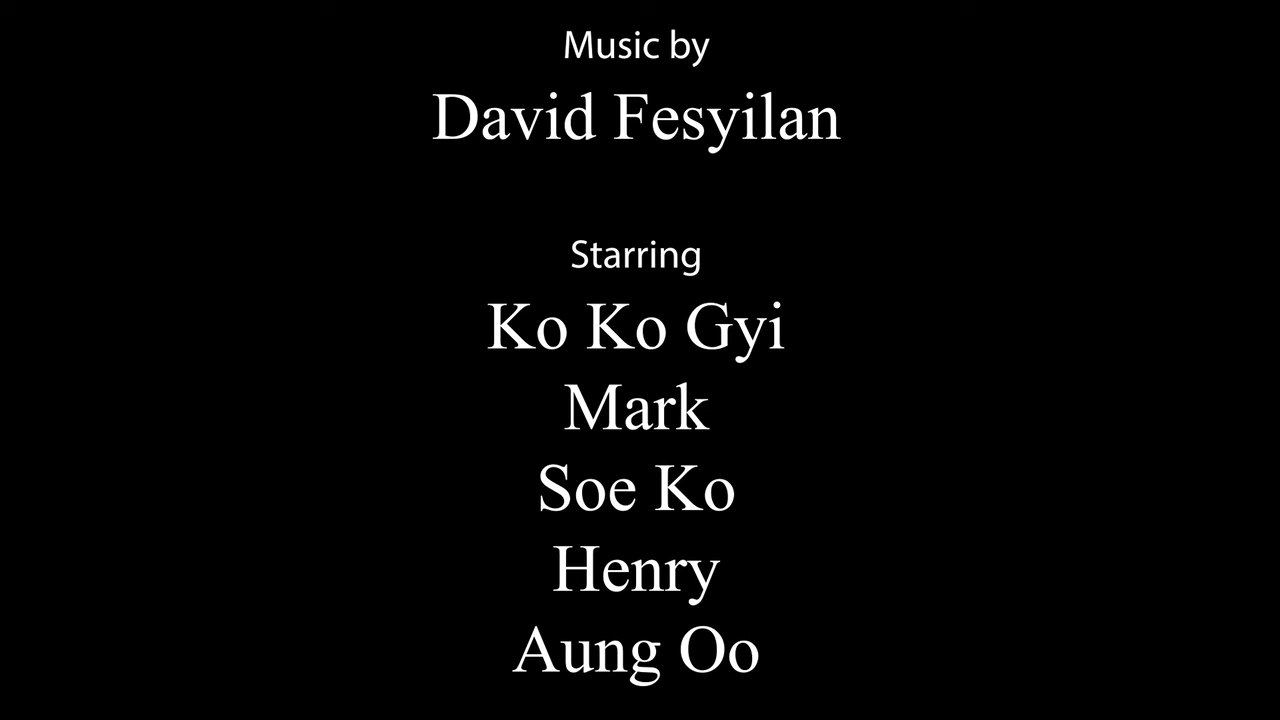 Music by
David Fesyilan
Starring
Ko Ko Gyi
Mark
Soe Ko
Henry
Aung Oo